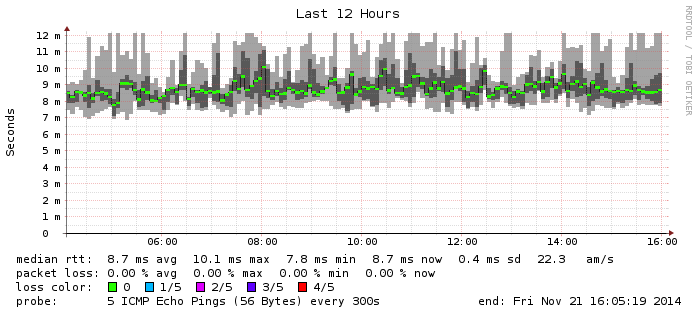 Last 12 Hours
RRDTOOL / TOBI OETIKER
Seconds
12 m
11 m
10 m
9 m
8 m
7 m
6 m
5 m
4 m
3 m
2 m
1 m
0
06:00 08:00 10:00 12:00 14:00 16:00
median rtt: 8.7 ms avg 10.1 ms max 7.8 ms min 8.7 ms now 0.4 ms sd 22.3 am/s
packet loss: 0.00 % avg 0.00 % max 0.00 % min 0.00 % now
loss color: 0 1/5 2/5 3/5 4/5
probe: 5 ICMP Echo Pings (56 Bytes) every 300s end: Fri Nov 21 16:05:19 2014